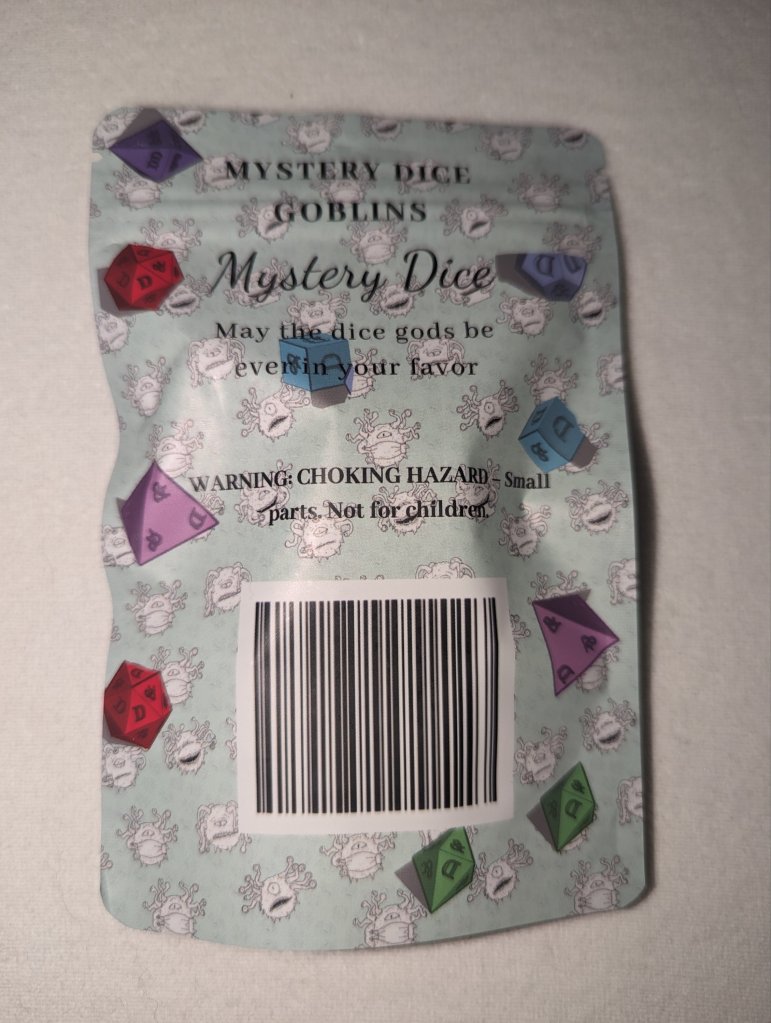 MYSTERY DICE
GOBLINS
Mystery Dice
May the dice gods be
ever in your favor
WARNING: CHOKING HAZARD – Small
parts. Not for children.